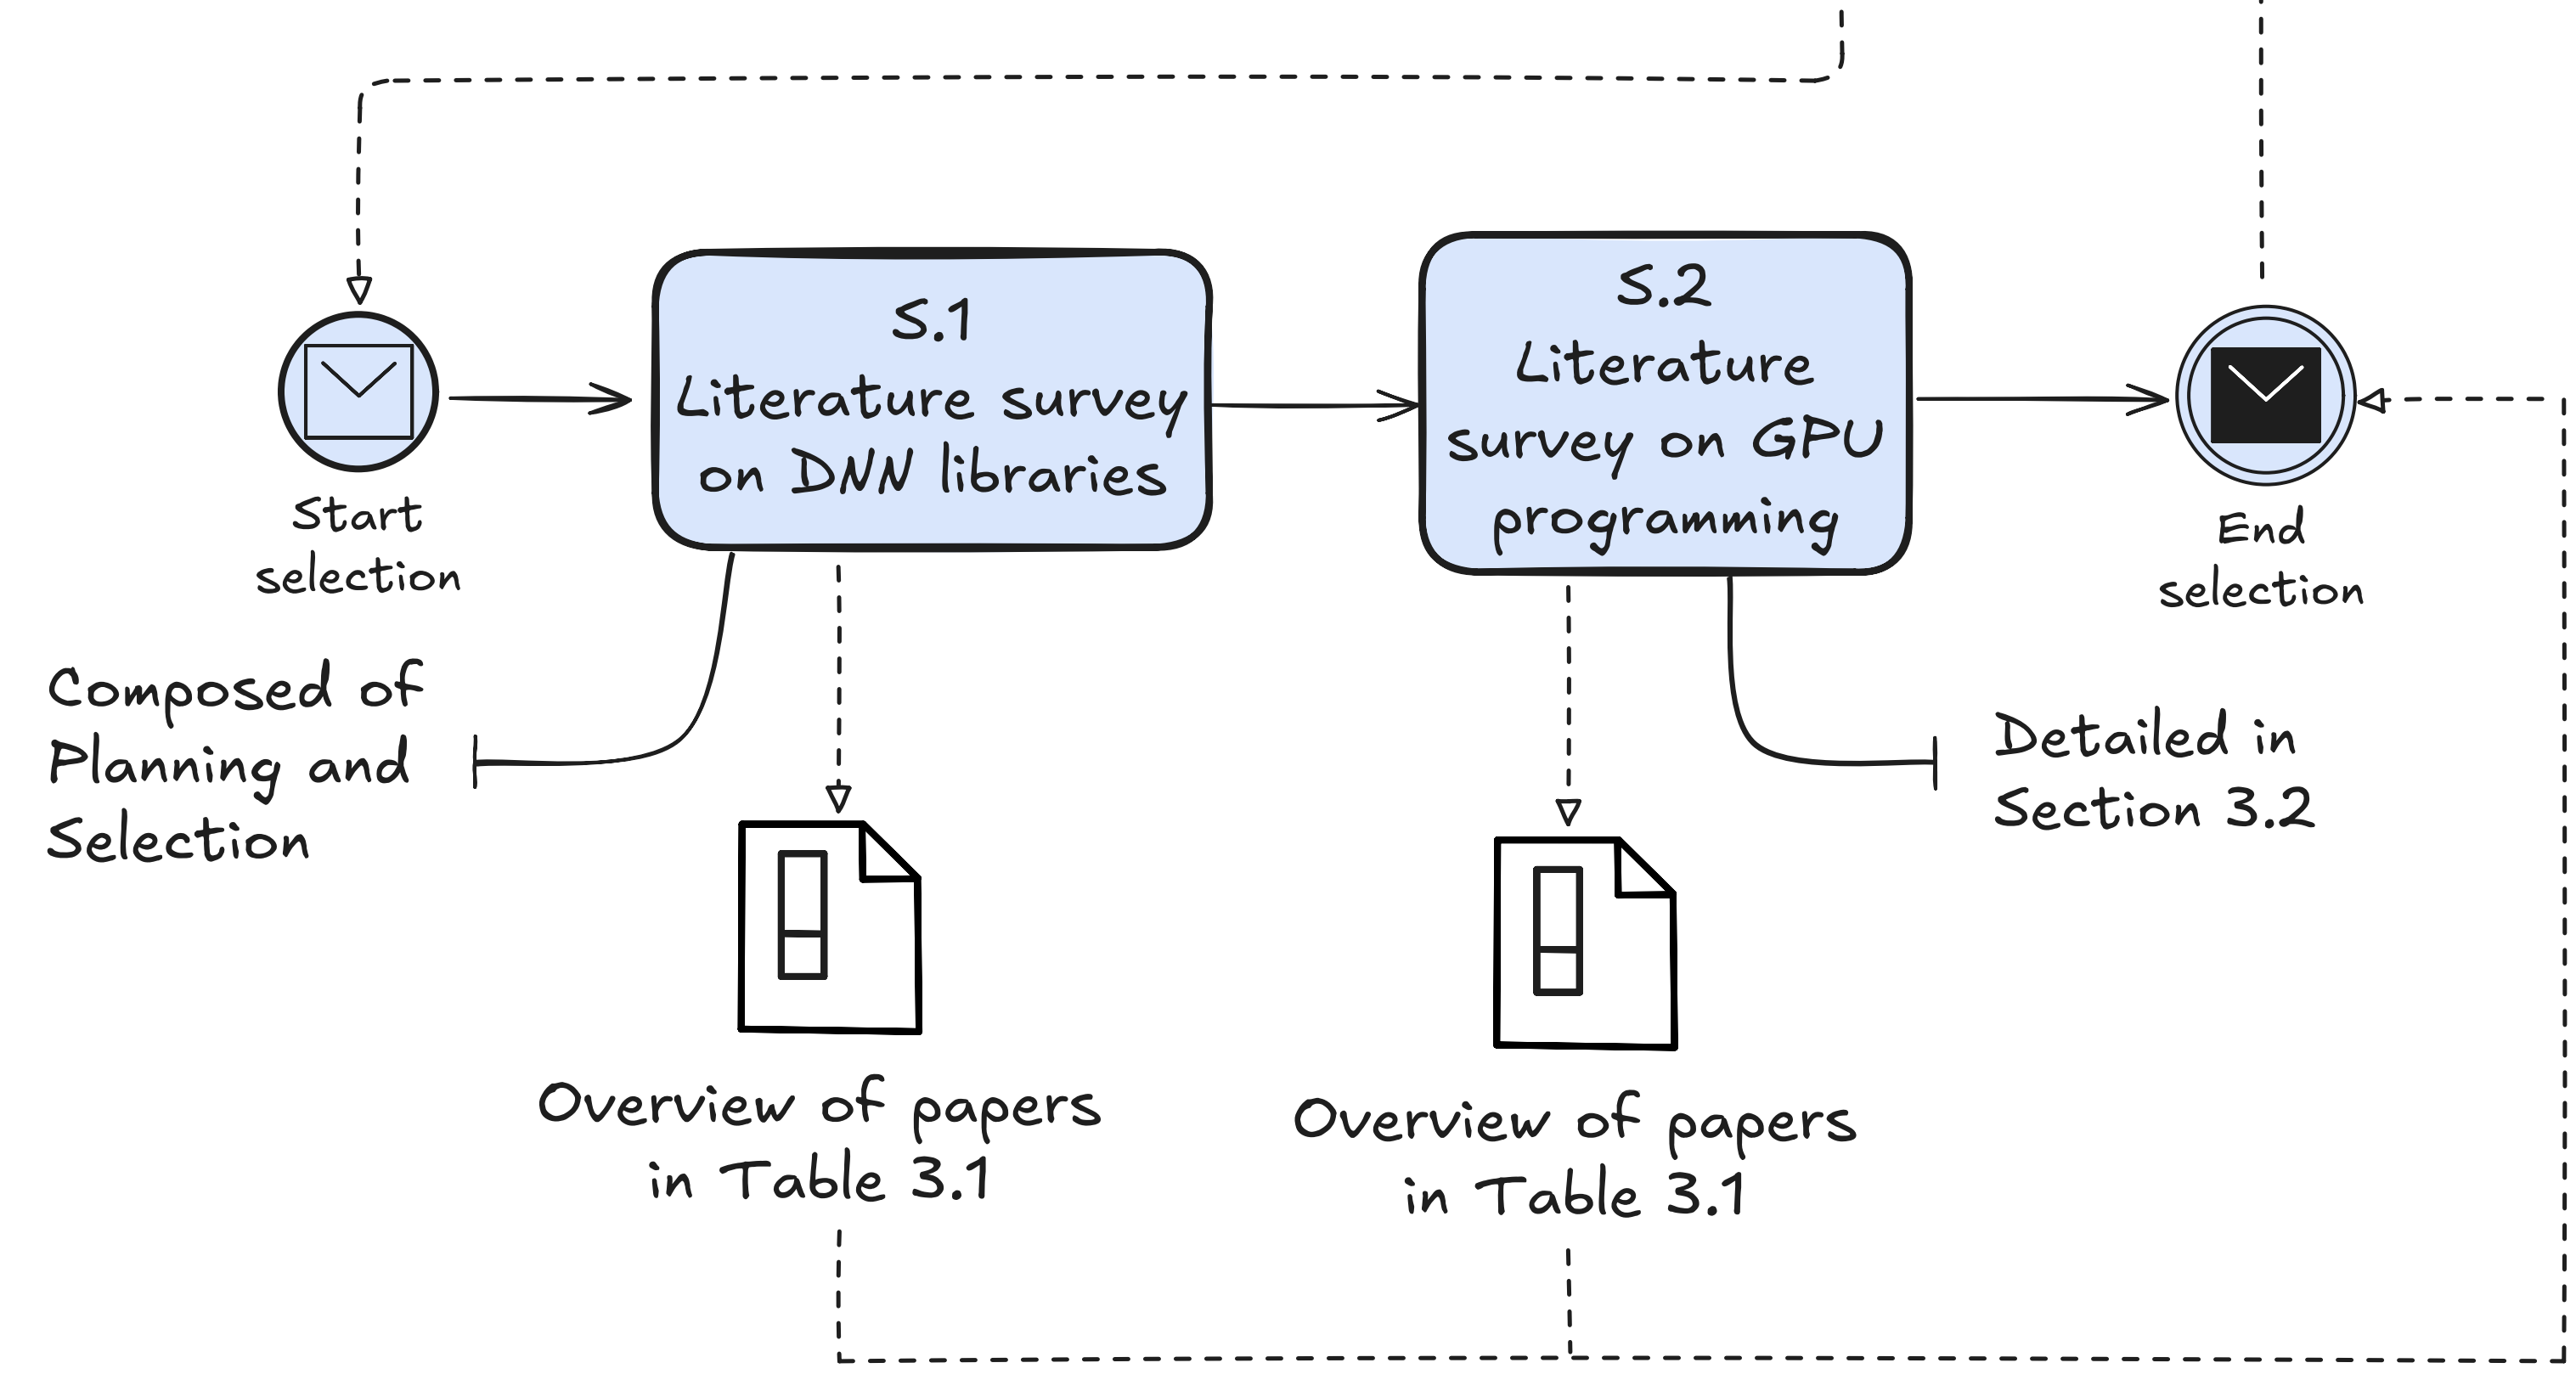 S.1
Literature survey
on DNN libraries
S.2
Literature
survey on GPU
programming
Start
selection
End
selection
Composed of
Planning and
Selection
Detailed in
Section 3.2
Overview of papers
in Table 3.1
Overview of papers
in Table 3.1